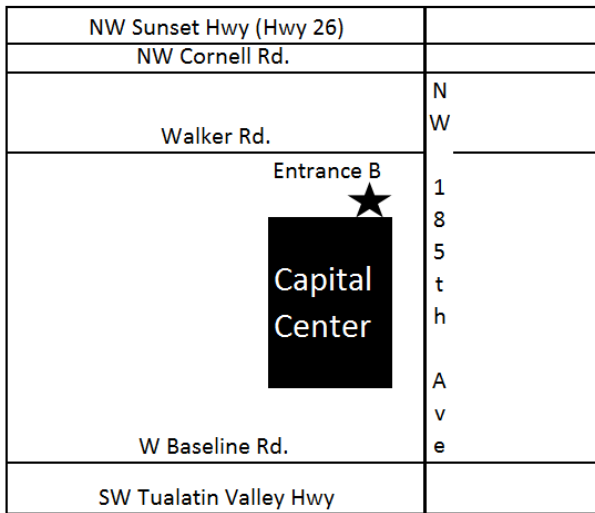 NW Sunset Hwy (Hwy 26)
NW Cornell Rd.
Walker Rd.
Entrance B
Capital
Center
W Baseline Rd.
SW Tualatin Valley Hwy
N
W
1
8
5
t
h
A
v
e